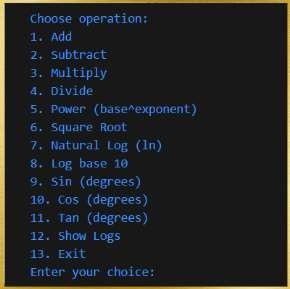 Choose operation:
1. Add
2. Subtract
3. Multiply
4. Divide
5. Power (base^exponent)
6. Square Root
7. Natural Log (ln)
8. Log base 10
9. Sin (degrees)
10. Cos (degrees)
11. Tan (degrees)
12. Show Logs
13. Exit
Enter your choice: